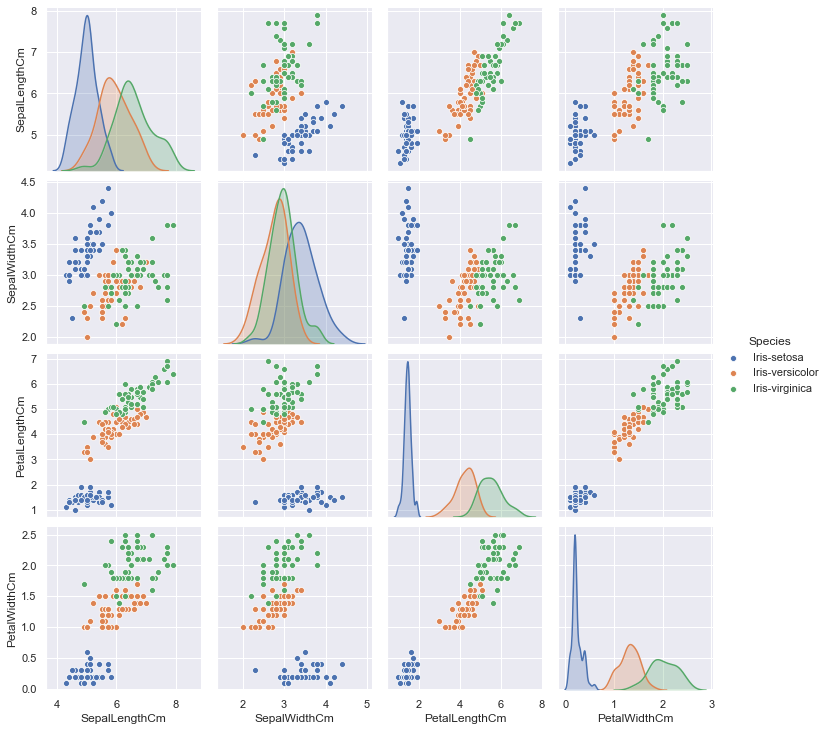 8
7
6
5
SepalLengthCm
4.5
4.0
3.5
3.0
2.5
2.0
SepalWidthCm
Species
Iris-setosa
Iris-versicolor
Iris-virginica
7
6
5
4
3
2
1
PetalLengthCm
2.5
2.0
1.5
1.0
0.5
0.0
PetalWidthCm
4 6 8
2 3 4 5
2 4 6 8
0 1 2 3
SepalLengthCm
SepalWidthCm
PetalLengthCm
PetalWidthCm